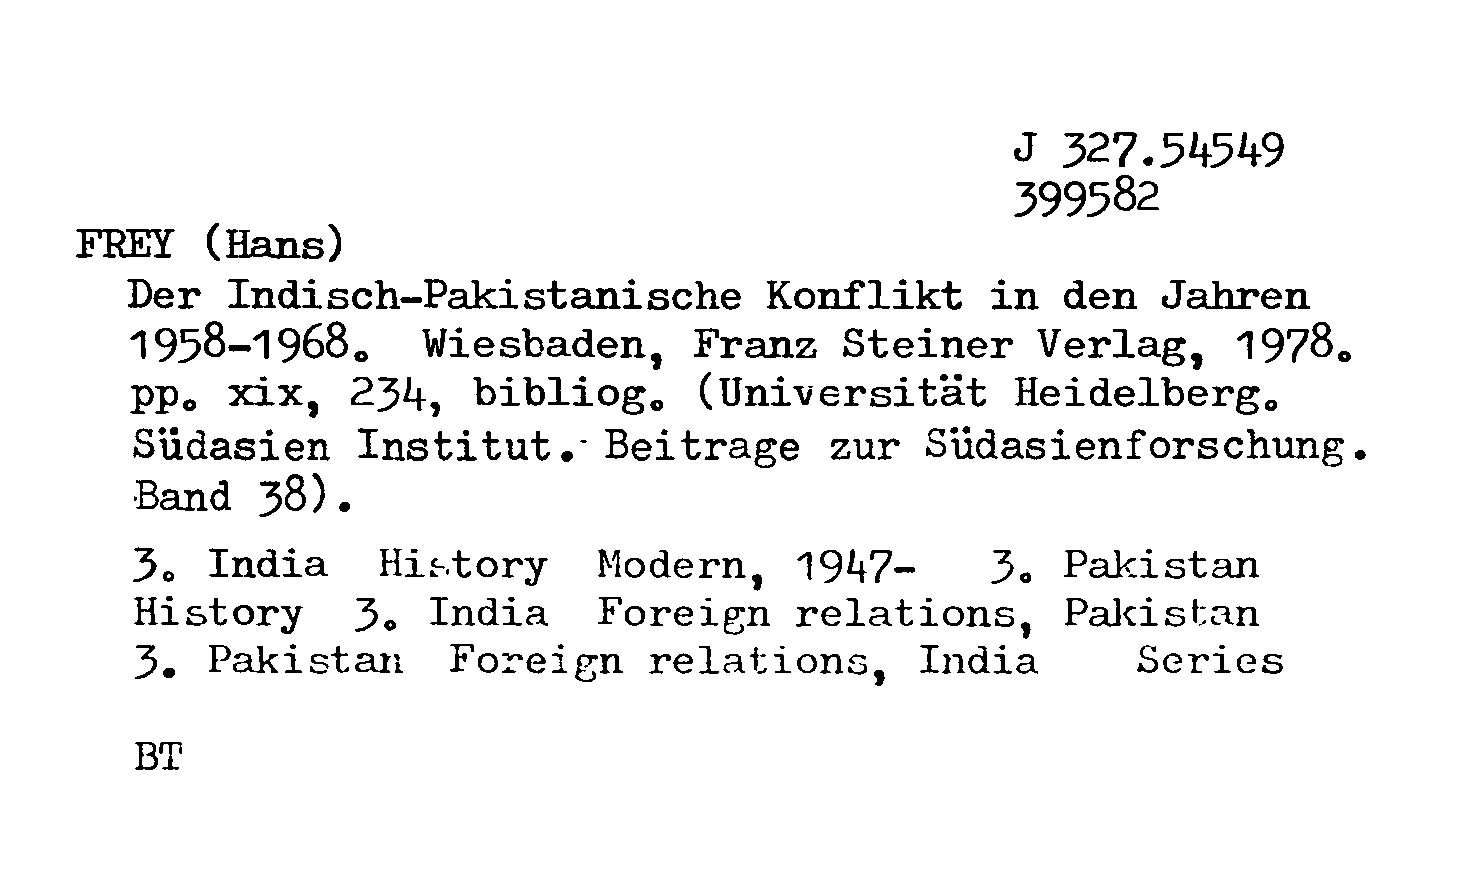 J 327.54549
399582
FREY (Hans)
Der Indisch-Pakistanische Konflikt in den Jahren
1958-1968. Wiesbaden, Franz Steiner Verlag, 1978.
pp. xix, 234, bibliog. (Universität Heidelberg.
Südasien Institut. Beitrage zur Südasienforschung.
Band 38).
3. India History Modern, 1947- 3. Pakistan
History 3. India Foreign relations, Pakistan
3. Pakistan Foreign relations, India Series
BT